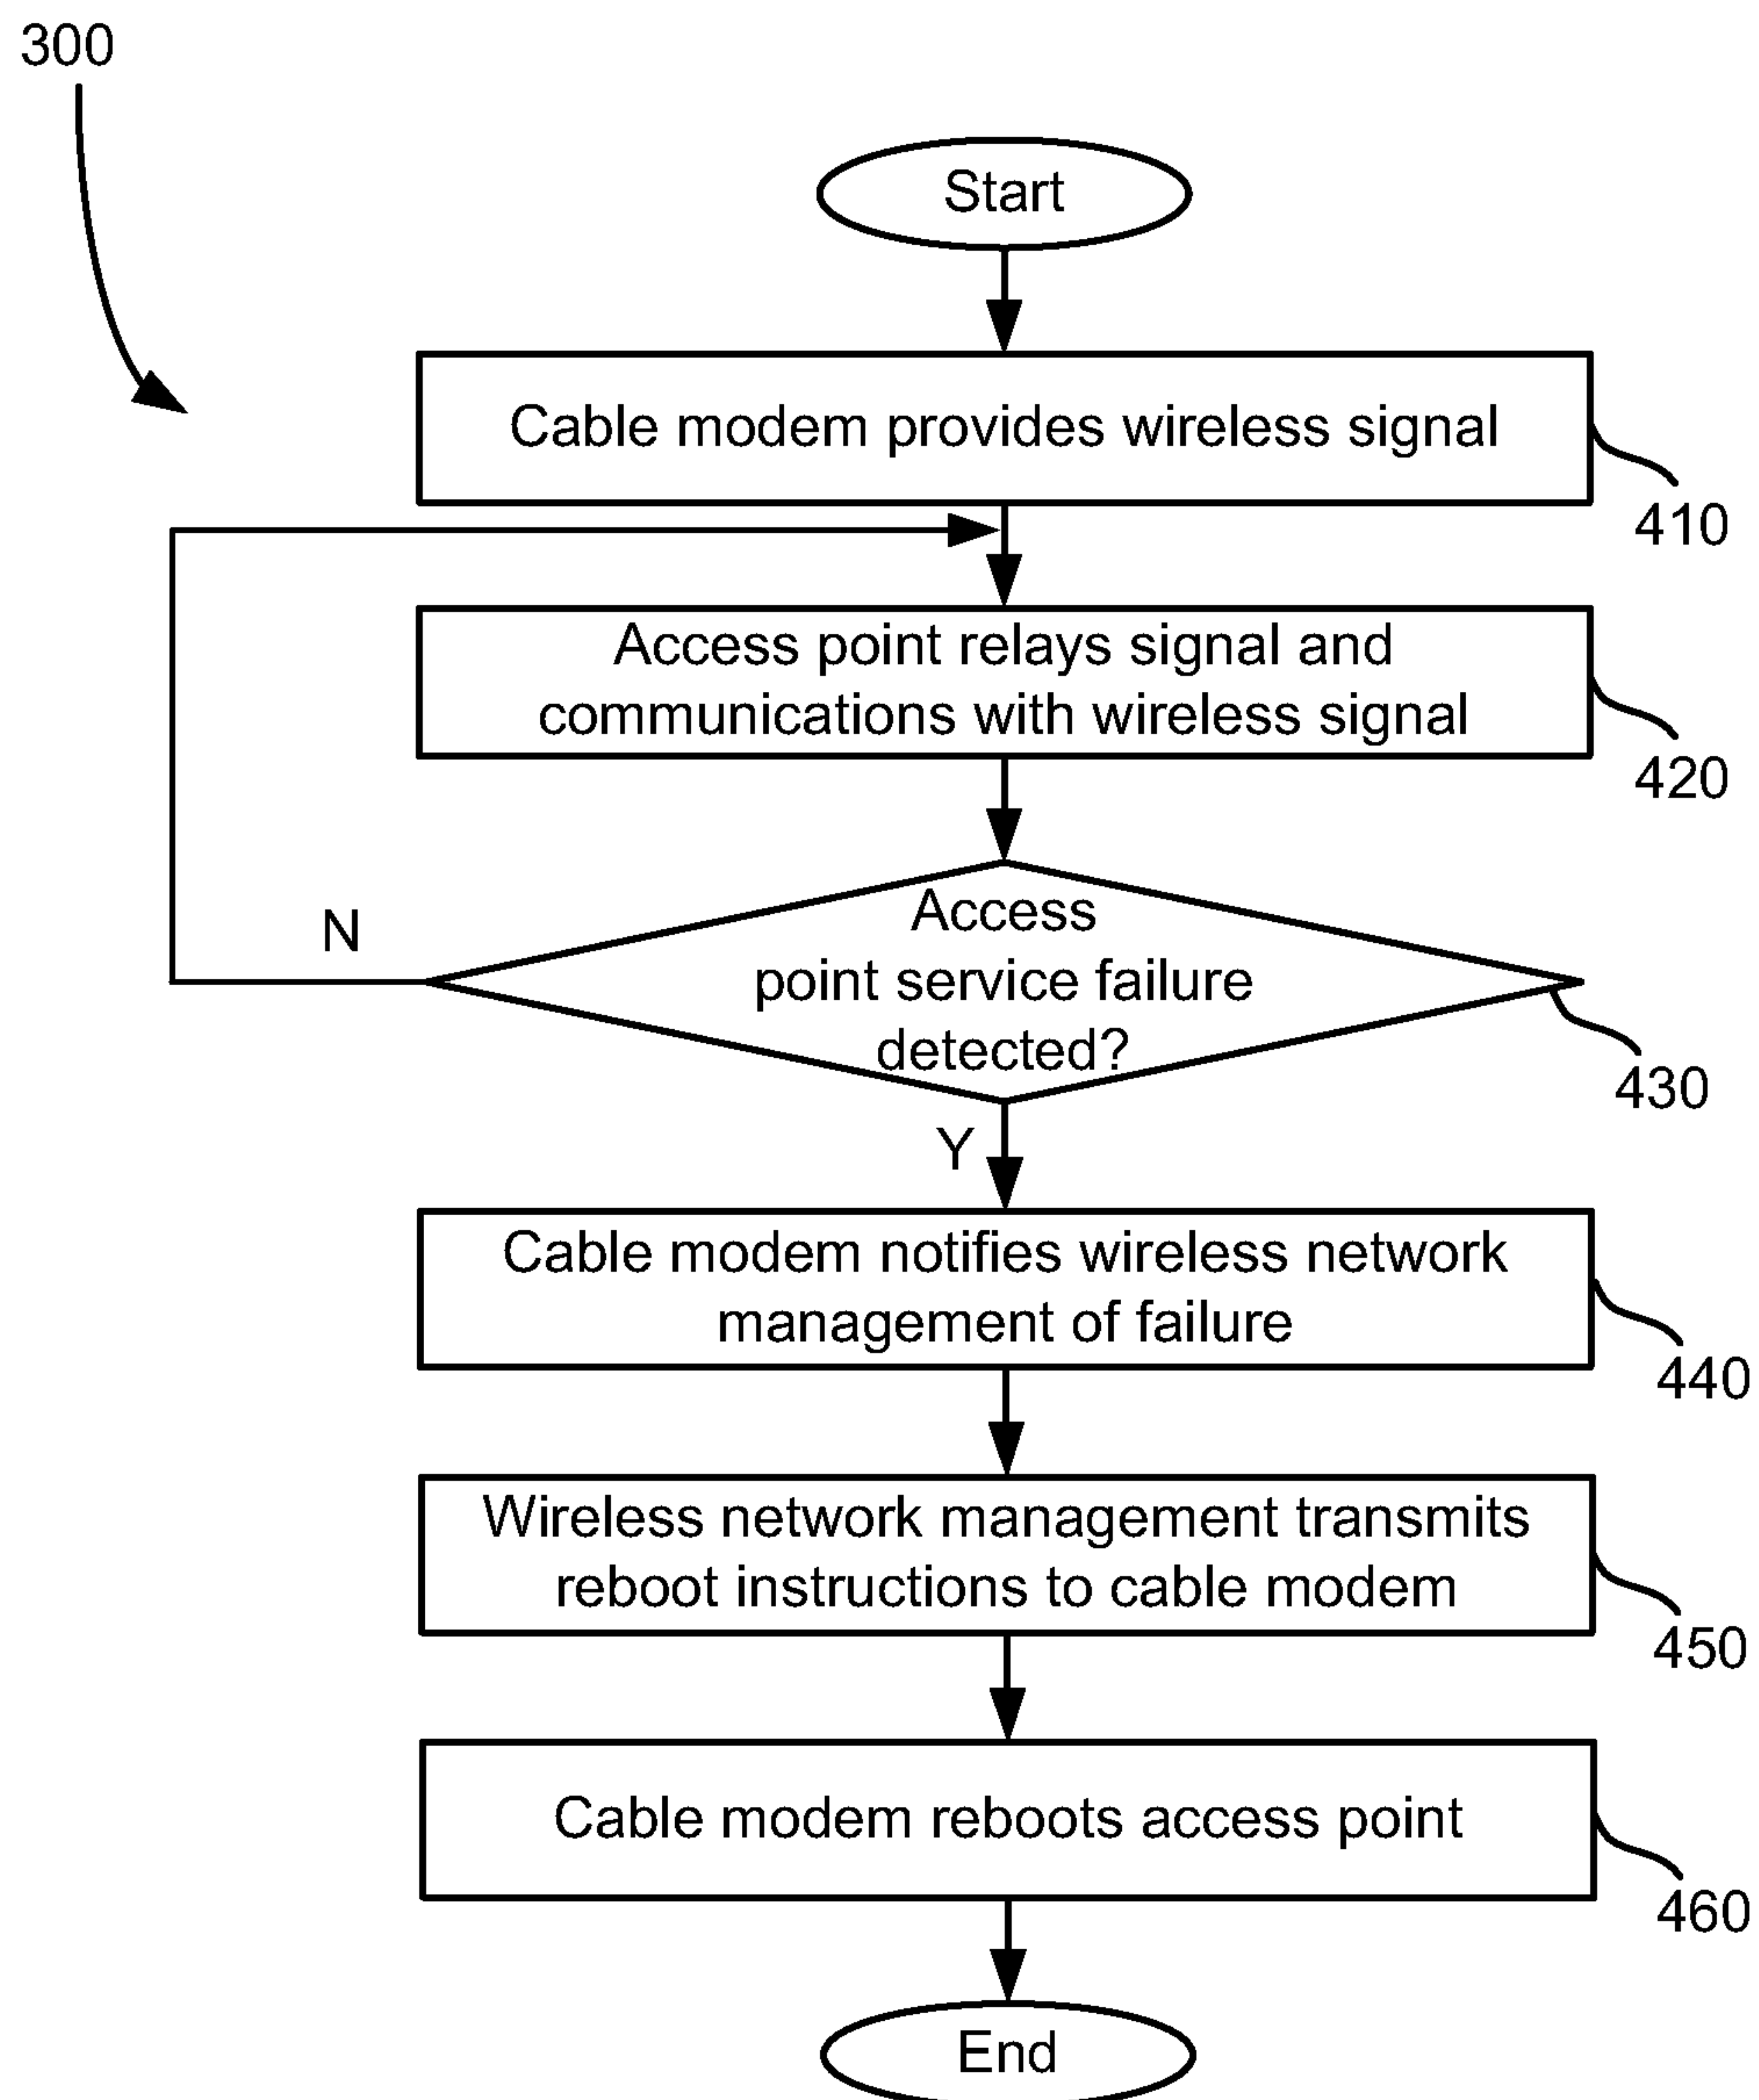 300
Start
Cable modem provides wireless signal
410
Access point relays signal and
communications with wireless signal
420
Access
point service failure
detected?
430
N
Y
Cable modem notifies wireless network
management of failure
440
Wireless network management transmits
reboot instructions to cable modem
450
Cable modem reboots access point
460
End